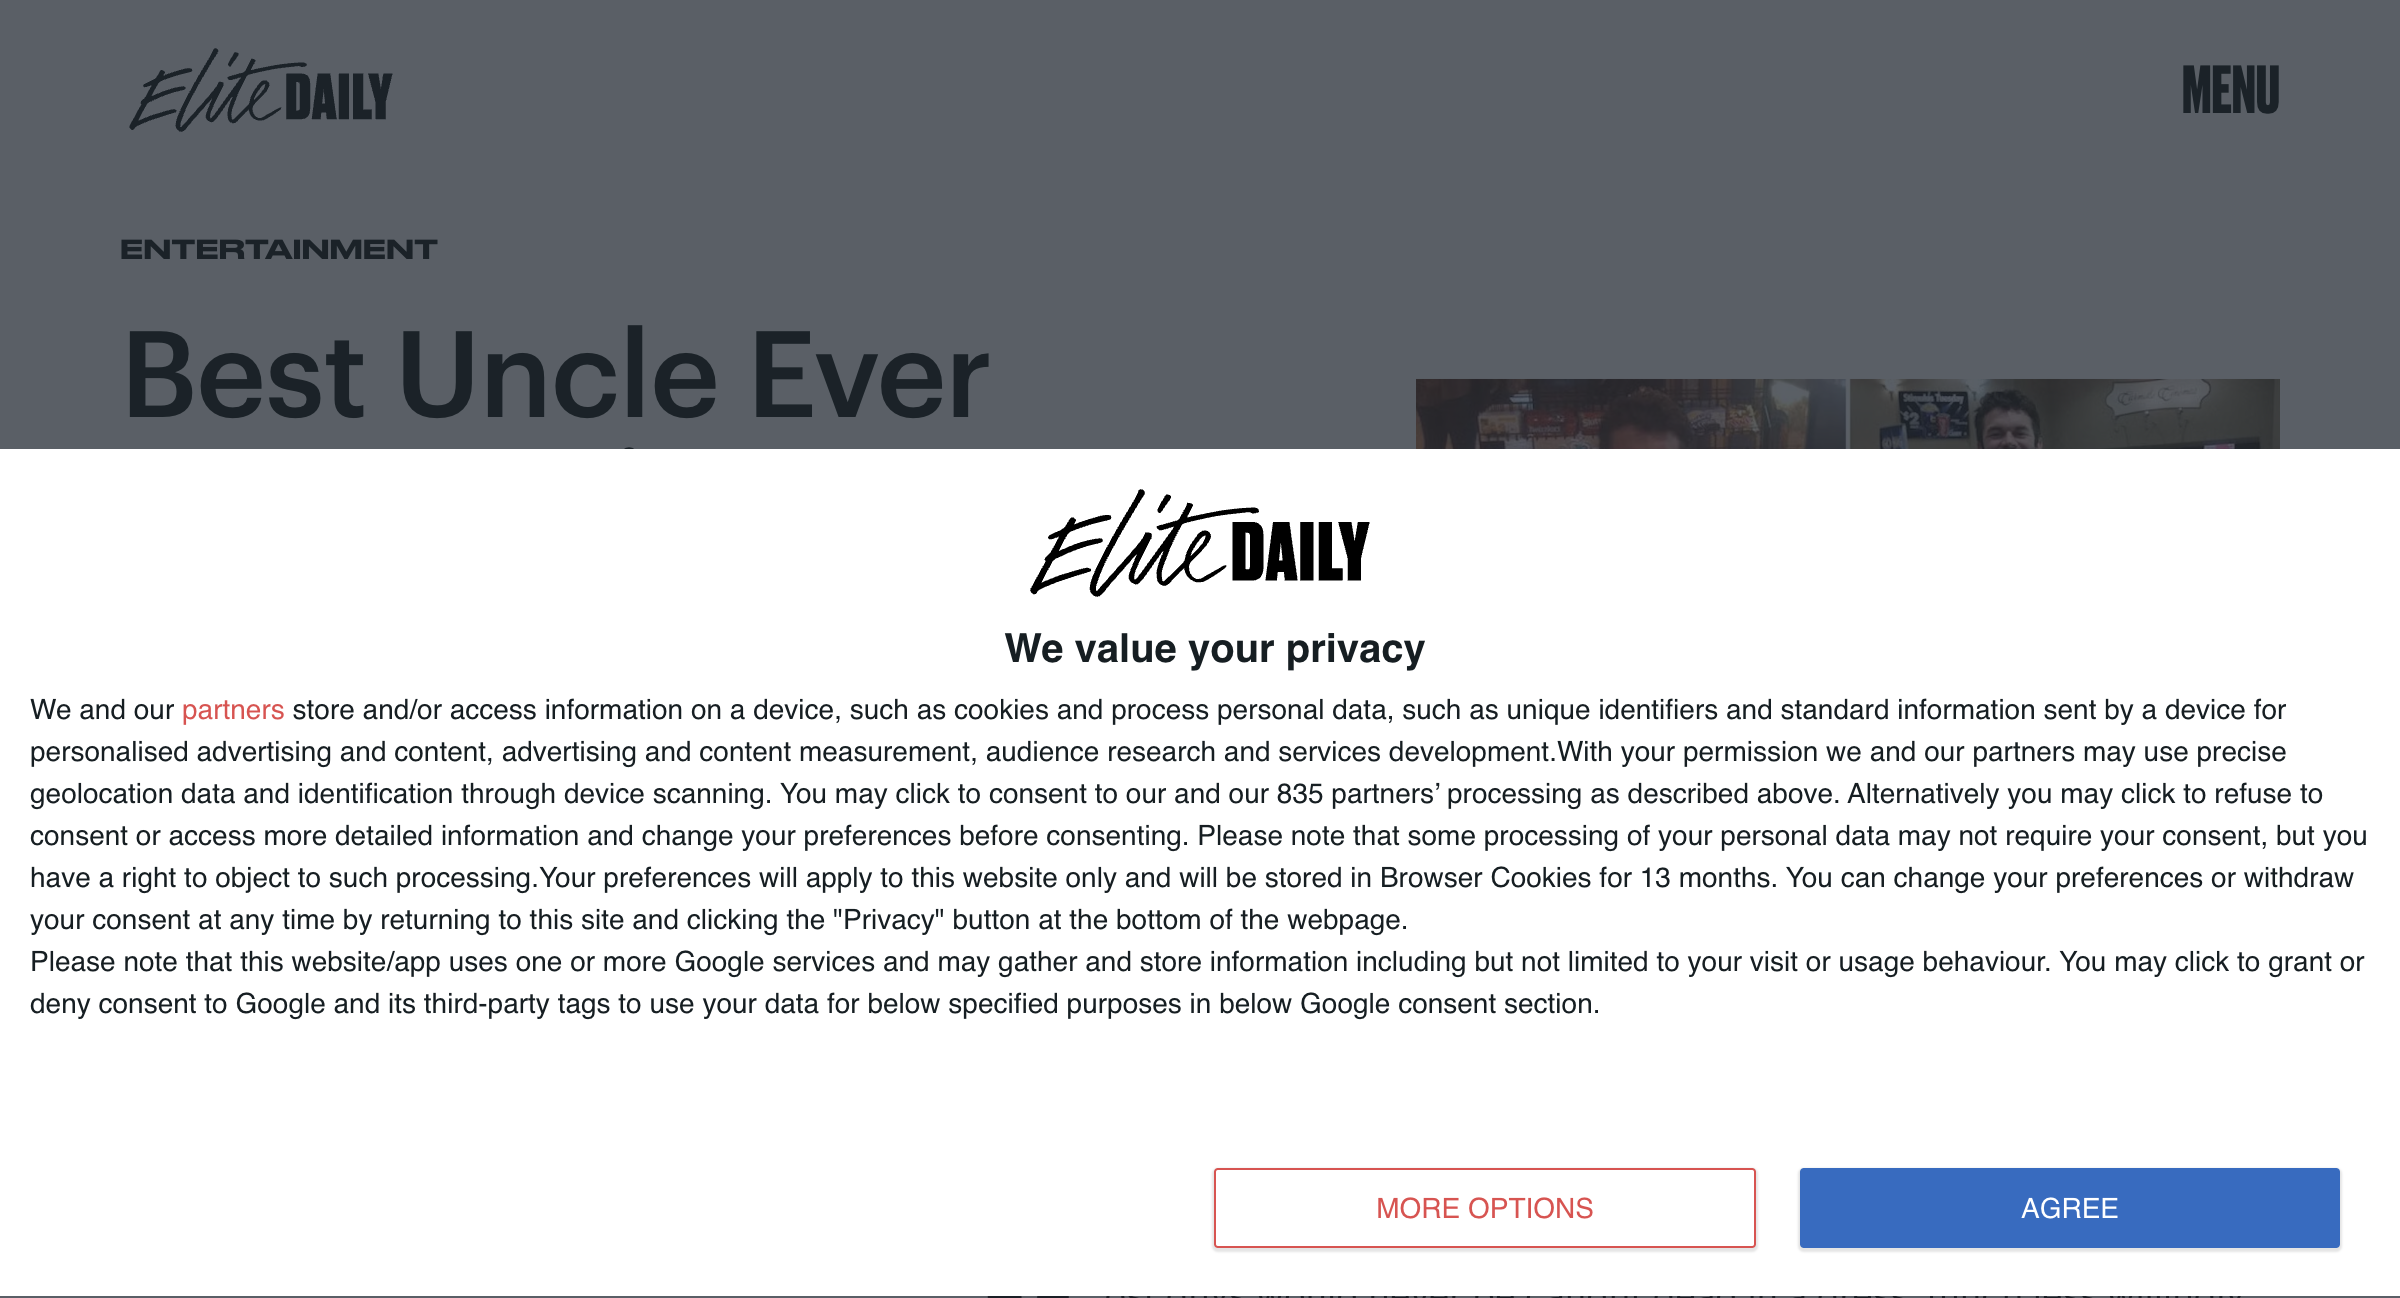 Elite DAILY
MENU
ENTERTAINMENT
Best Uncle Ever
Elite DAILY
We value your privacy
We and our partners store and/or access information on a device, such as cookies and process personal data, such as unique identifiers and standard information sent by a device for
personalised advertising and content, advertising and content measurement, audience research and services development.With your permission we and our partners may use precise
geolocation data and identification through device scanning. You may click to consent to our and our 835 partners’ processing as described above. Alternatively you may click to refuse to
consent or access more detailed information and change your preferences before consenting. Please note that some processing of your personal data may not require your consent, but you
have a right to object to such processing.Your preferences will apply to this website only and will be stored in Browser Cookies for 13 months. You can change your preferences or withdraw
your consent at any time by returning to this site and clicking the "Privacy" button at the bottom of the webpage.
Please note that this website/app uses one or more Google services and may gather and store information including but not limited to your visit or usage behaviour. You may click to grant or
deny consent to Google and its third-party tags to use your data for below specified purposes in below Google consent section.
MORE OPTIONS
AGREE